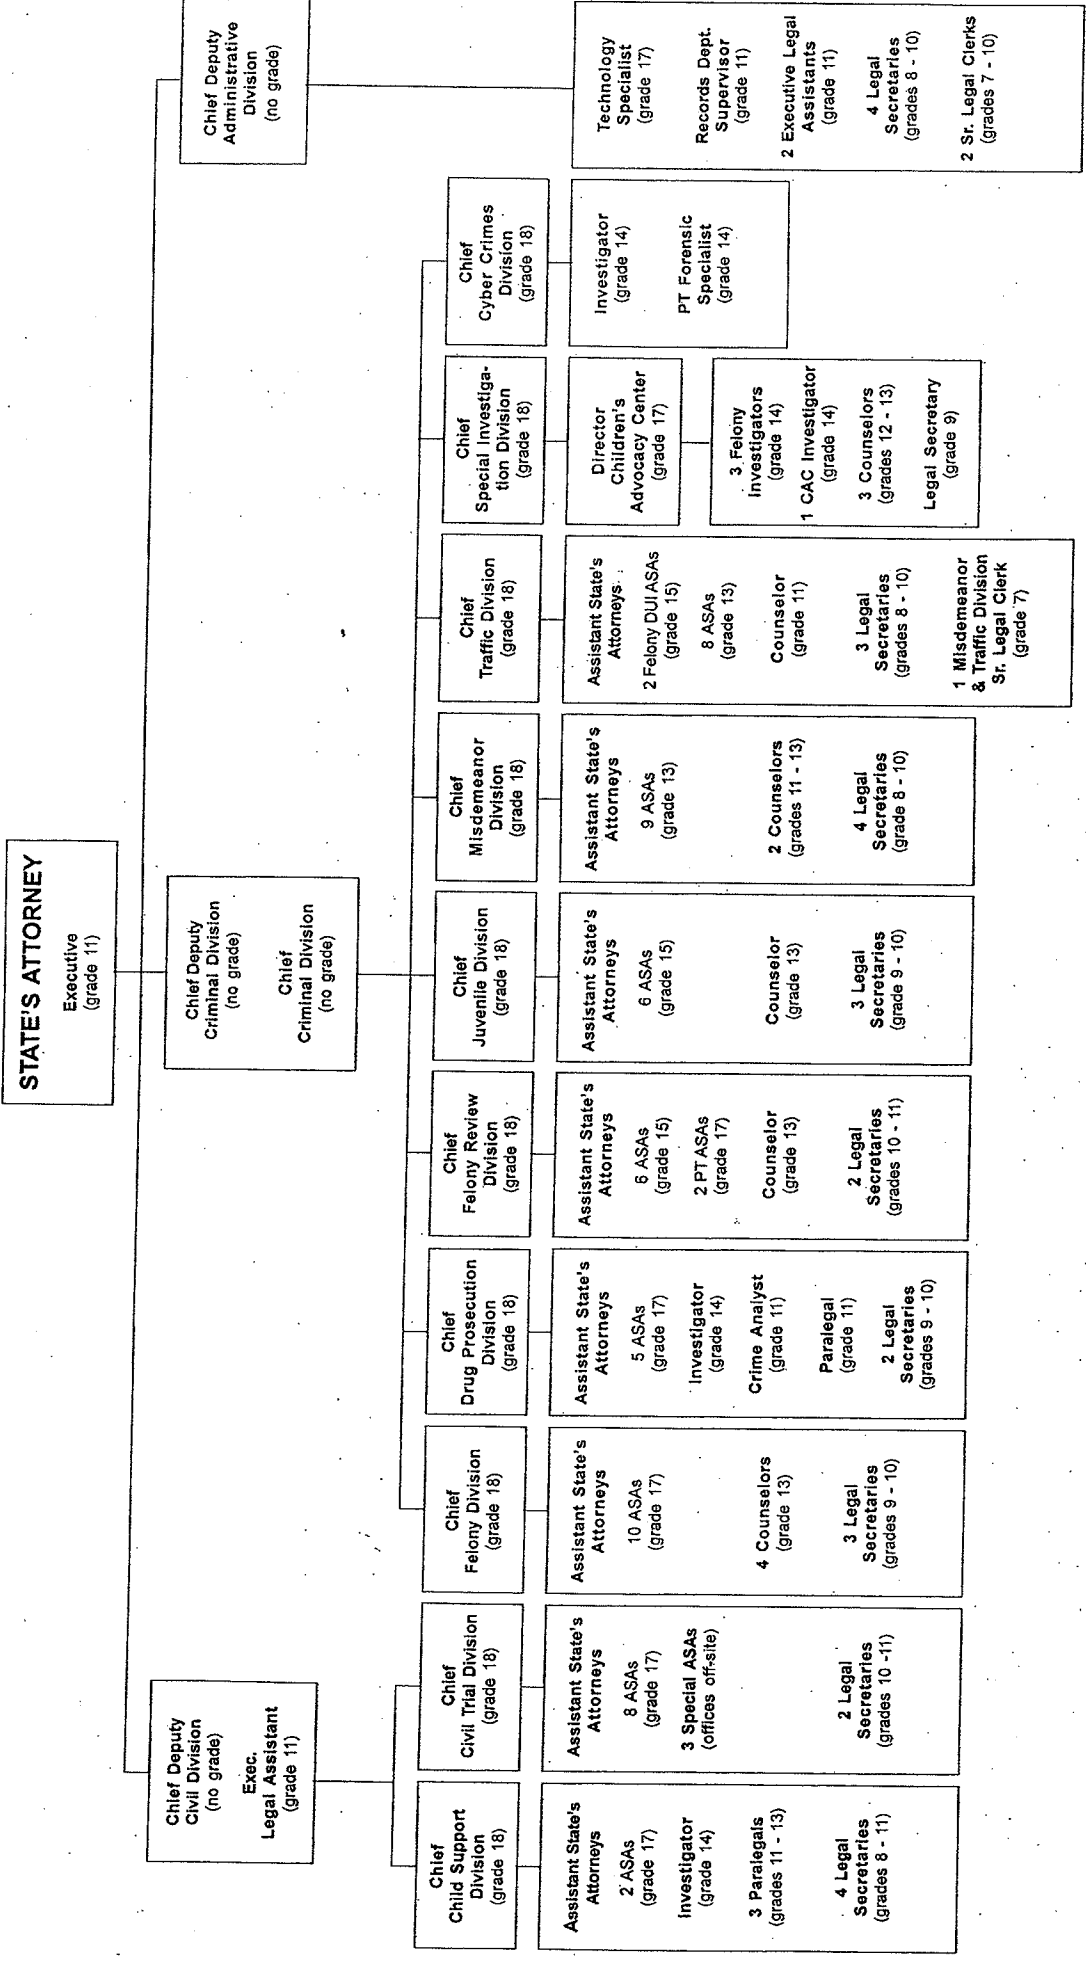 STATE'S ATTORNEY
Executive
(grade 11)
Chief Deputy
Civil Division
(no grade)
Exec.
Legal Assistant
(grade 11)
Chief Deputy
Criminal Division
(no grade)
Chief
Criminal Division
(no grade)
Chief Deputy
Administrative
Division
(no grade)
Chief
Child Support
Division
(grade 18)
Assistant State's
Attorneys
2 ASAs
(grade 17)
Investigator
(grade 14)
3 Paralegals
(grades 11 - 13)
4 Legal
Secretaries
(grades 8 - 11)
Chief
Civil Trial Division
(grade 18)
Assistant State's
Attorneys
8 ASAs
(grade 17)
3 Special ASAs
(offices off-site)
2 Legal
Secretaries
(grades 10 -11)
Chief
Felony Division
(grade 18)
Assistant State's
Attorneys
10 ASAs
(grade 17)
4 Counselors
(grade 13)
3 Legal
Secretaries
(grades 9 - 10)
Chief
Drug Prosecution
Division
(grade 18)
Assistant State's
Attorneys
5 ASAs
(grade 17)
Investigator
(grade 14)
Crime Analyst
(grade 11)
Paralegal
(grade 11)
2 Legal
Secretaries
(grades 9 - 10)
Chief
Felony Review
Division
(grade 18)
Assistant State's
Attorneys
6 ASAs
(grade 15)
2 PT ASAs
(grade 17)
Counselor
(grade 13)
2 Legal
Secretaries
(grades 10 - 11)
Chief
Juvenile Division
(grade 18)
Assistant State's
Attorneys
6 ASAs
(grade 15)
Counselor
(grade 13)
3 Legal
Secretaries
(grade 9 - 10)
Chief
Misdemeanor
Division
(grade 18)
Assistant State's
Attorneys
9 ASAs
(grade 13)
2 Counselors
(grades 11 - 13)
4 Legal
Secretaries
(grade 8 - 10)
Chief
Traffic Division
(grade 18)
Assistant State's
Attorneys
2 Felony DUI ASAs
(grade 15)
8 ASAs
(grade 13)
Counselor
(grade 11)
3 Legal
Secretaries
(grades 8 - 10)
1 Misdemeanor
& Traffic Division
Sr. Legal Clerk
(grade 7)
Chief
Special Investiga-
tion Division
(grade 18)
Director
Children's
Advocacy Center
(grade 17)
3 Felony
Investigators
(grade 14)
1 CAC Investigator
(grade 14)
3 Counselors
(grades 12 - 13)
Legal Secretary
(grade 9)
Chief
Cyber Crimes
Division
(grade 18)
Investigator
(grade 14)
PT Forensic
Specialist
(grade 14)
Technology
Specialist
(grade 17)
Records Dept.
Supervisor
(grade 11)
2 Executive Legal
Assistants
(grade 11)
4 Legal
Secretaries
(grades 8 - 10)
2 Sr. Legal Clerks
(grades 7 - 10)